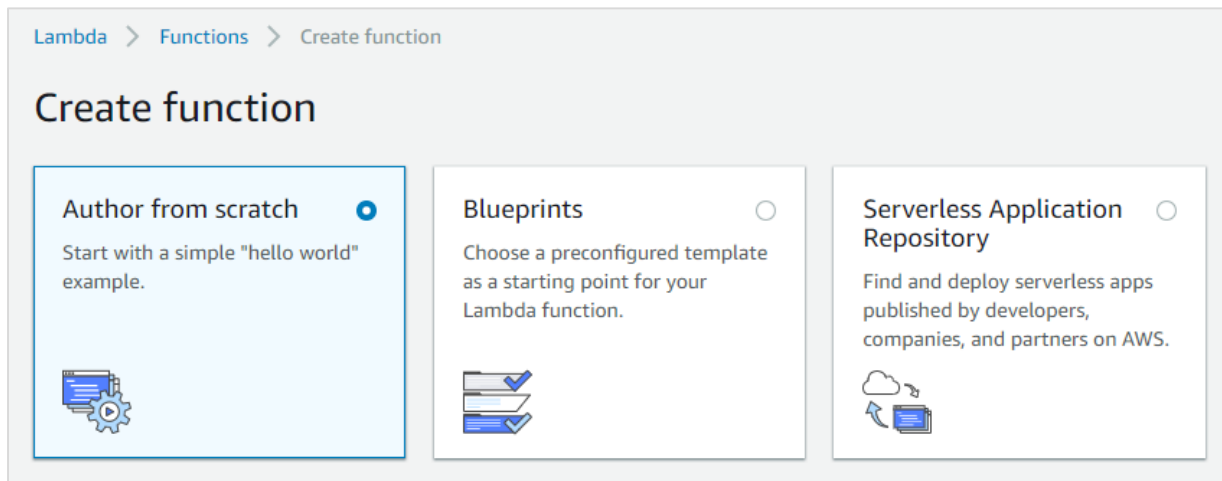 Lambda > Functions > Create function
Create function
Author from scratch
Start with a simple "hello world"
example.
Blueprints
Choose a preconfigured template
as a starting point for your
Lambda function.
Serverless Application
Repository
Find and deploy serverless apps
published by developers,
companies, and partners on AWS.